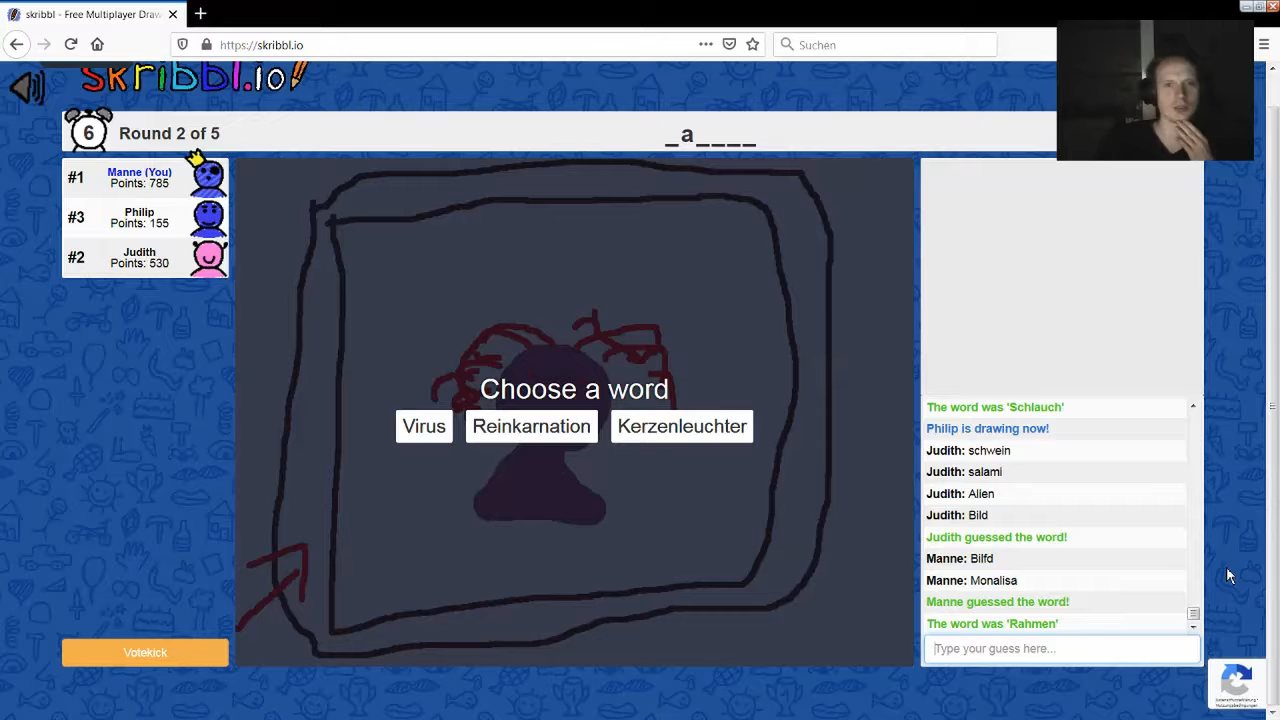 skribbl - Free Multiplayer Draw
https://skribbl.io
Suchen
skribbl.io
6
Round 2 of 5
_a____
#1
Manne (You)
Points: 785
#3
Philip
Points: 155
#2
Judith
Points: 530
Choose a word
Virus
Reinkarnation
Kerzenleuchter
The word was 'Schlauch'
Philip is drawing now!
Judith: schwein
Judith: salami
Judith: Alien
Judith: Bild
Judith guessed the word!
Manne: Bilfd
Manne: Monalisa
Manne guessed the word!
The word was 'Rahmen'
Type your guess here...
Votekick